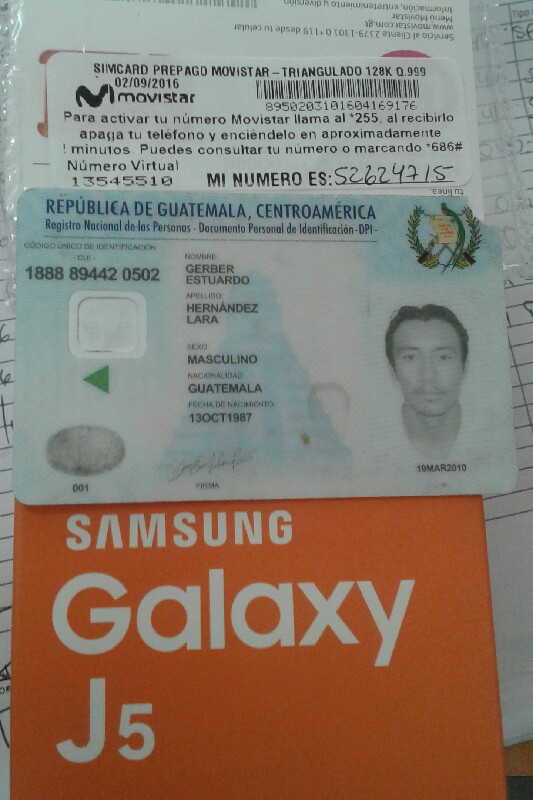 Servicio al Cliente 2379-1303 ó *119 desde tu celular
www.movistar.com.gt
Menú Movistar
Información, entretenimiento y diversión
SIMCARD PREPAGO MOVISTAR - TRIANGULADO 128K Q.999
02/09/2016
movistar
8950203101604169176
Para activar tu número Movistar llama al *255, al recibirlo
apaga tu teléfono y enciéndelo en aproximadamente
! minutos. Puedes consultar tu número o marcando *686#
Número Virtual
13545510
MI NUMERO ES: 52624715
tu línea.
REPÚBLICA DE GUATEMALA, CENTROAMÉRICA
Registro Nacional de las Personas - Documento Personal de Identificación -DPI-
CÓDIGO ÚNICO DE IDENTIFICACIÓN
- CUI -
1888 89442 0502
NOMBRE:
GERBER
ESTUARDO
APELLIDO:
HERNÁNDEZ
LARA
SEXO
MASCULINO
NACIONALIDAD:
GUATEMALA
FECHA DE NACIMIENTO:
13OCT1987
19MAR2010
001
FIRMA
SAMSUNG
Galaxy
J5